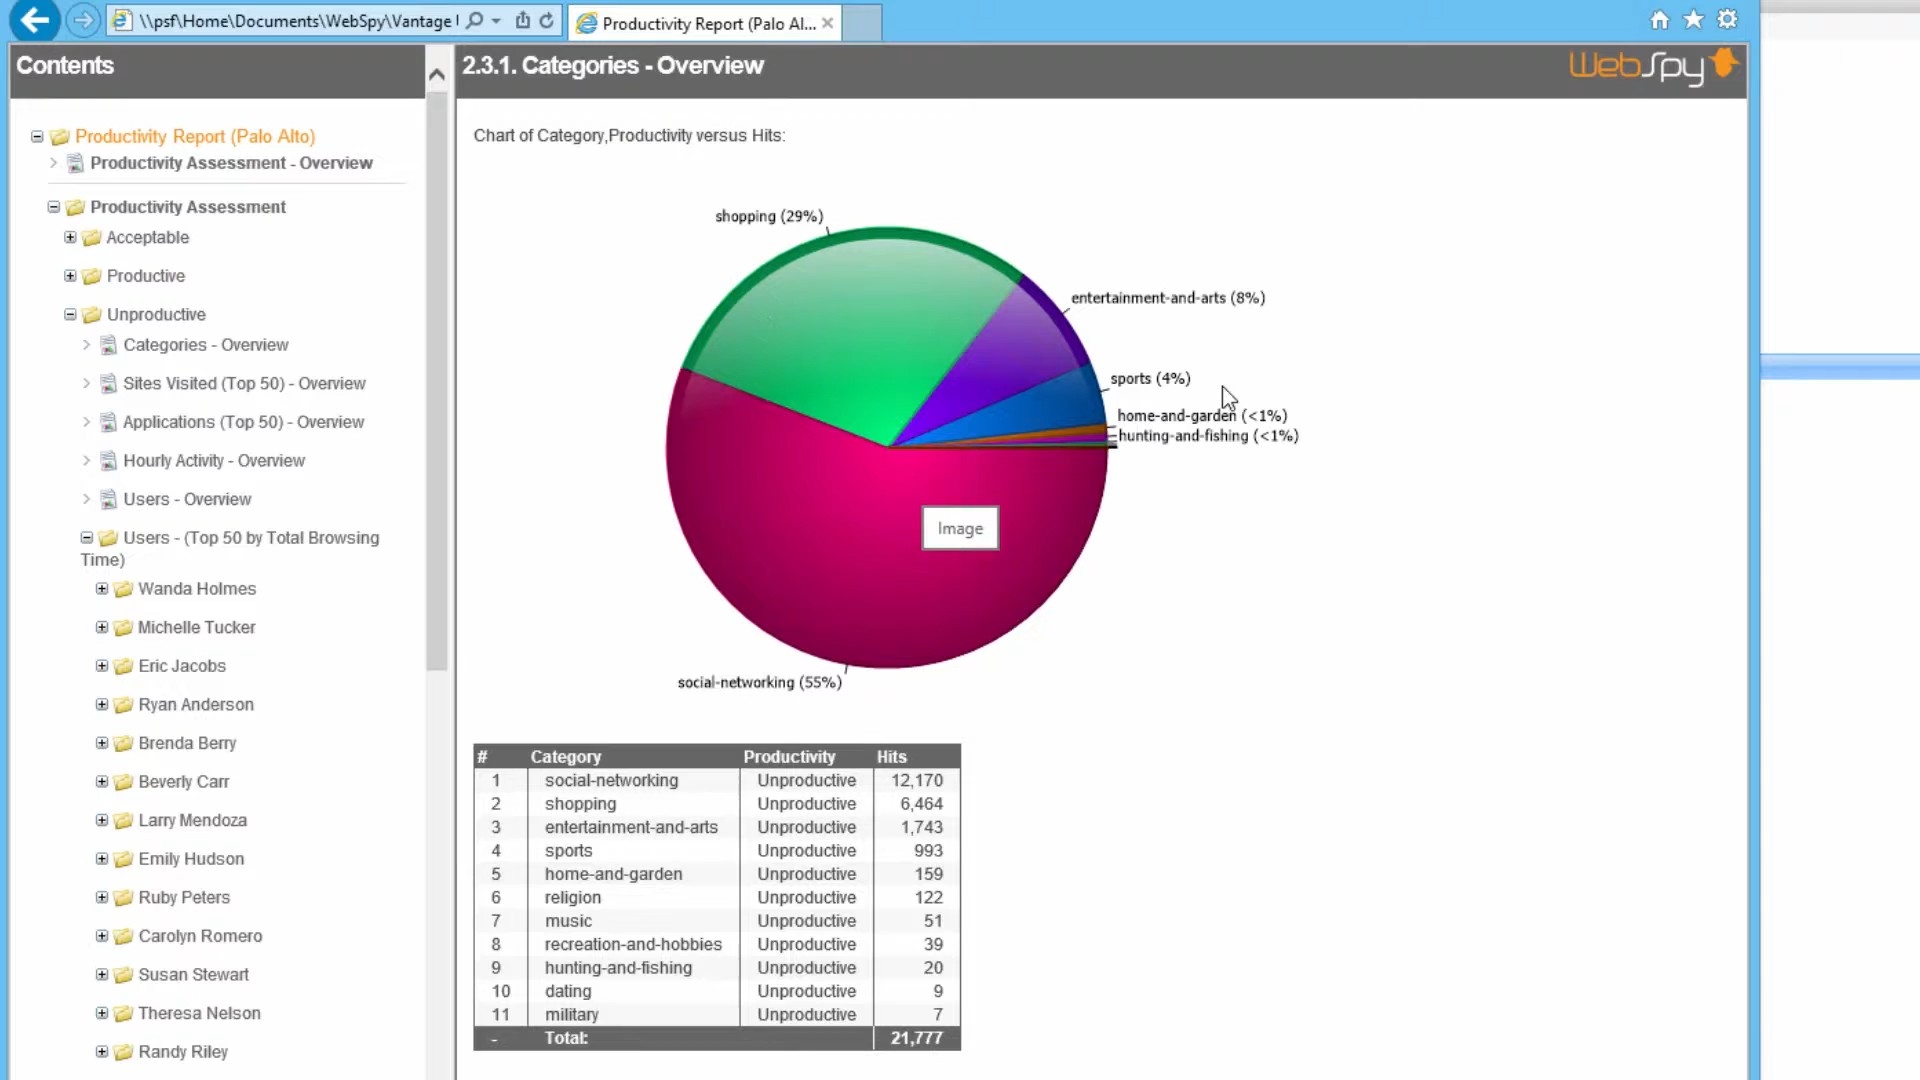 \\psf\Home\Documents\WebSpy\Vantage
Productivity Report (Palo Al...
Contents
2.3.1. Categories - Overview
WebSpy
Productivity Report (Palo Alto)
Productivity Assessment - Overview
Productivity Assessment
Acceptable
Productive
Unproductive
Categories - Overview
Sites Visited (Top 50) - Overview
Applications (Top 50) - Overview
Hourly Activity - Overview
Users - Overview
Users - (Top 50 by Total Browsing
Time)
Wanda Holmes
Michelle Tucker
Eric Jacobs
Ryan Anderson
Brenda Berry
Beverly Carr
Larry Mendoza
Emily Hudson
Ruby Peters
Carolyn Romero
Susan Stewart
Theresa Nelson
Randy Riley
Chart of Category,Productivity versus Hits:
shopping (29%)
entertainment-and-arts (8%)
sports (4%)
home-and-garden (<1%)
hunting-and-fishing (<1%)
Image
social-networking (55%)
# Category Productivity Hits
1 social-networking Unproductive 12,170
2 shopping Unproductive 6,464
3 entertainment-and-arts Unproductive 1,743
4 sports Unproductive 993
5 home-and-garden Unproductive 159
6 religion Unproductive 122
7 music Unproductive 51
8 recreation-and-hobbies Unproductive 39
9 hunting-and-fishing Unproductive 20
10 dating Unproductive 9
11 military Unproductive 7
- Total: 21,777